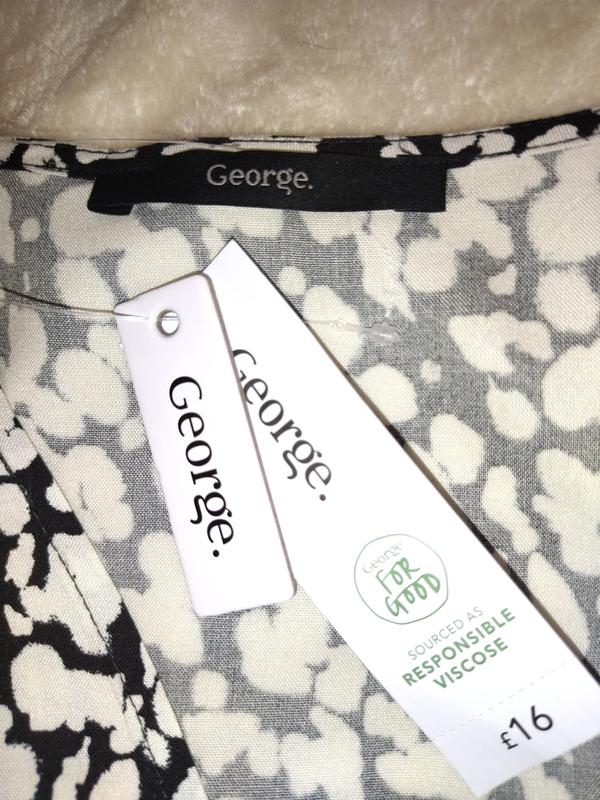 George.
George.
George.
George
FOR
GOOD
SOURCED AS
RESPONSIBLE
VISCOSE
£16